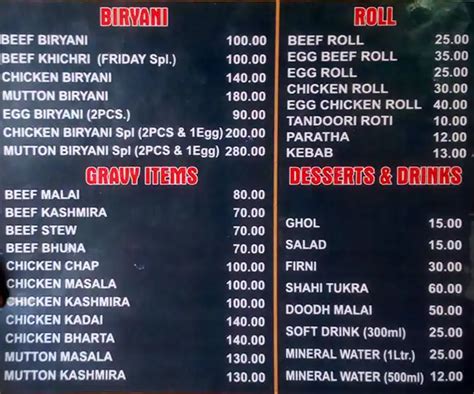 BIRYANI
BEEF BIRYANI 100.00
BEEF KHICHRI (FRIDAY Spl.) 100.00
CHICKEN BIRYANI 140.00
MUTTON BIRYANI 180.00
EGG BIRYANI (2PCS.) 90.00
CHICKEN BIRYANI Spl (2PCS & 1Egg) 200.00
MUTTON BIRYANI Spl (2PCS & 1Egg) 280.00
GRAVY ITEMS
BEEF MALAI 80.00
BEEF KASHMIRA 70.00
BEEF STEW 70.00
BEEF BHUNA 70.00
CHICKEN CHAP 100.00
CHICKEN MASALA 100.00
CHICKEN KASHMIRA 100.00
CHICKEN KADAI 140.00
CHICKEN BHARTA 140.00
MUTTON MASALA 130.00
MUTTON KASHMIRA 130.00
ROLL
BEEF ROLL 25.00
EGG BEEF ROLL 35.00
EGG ROLL 25.00
CHICKEN ROLL 30.00
EGG CHICKEN ROLL 40.00
TANDOORI ROTI 10.00
PARATHA 12.00
KEBAB 13.00
DESSERTS & DRINKS
GHOL 15.00
SALAD 15.00
FIRNI 30.00
SHAHI TUKRA 60.00
DOODH MALAI 50.00
SOFT DRINK (300ml) 25.00
MINERAL WATER (1Ltr.) 25.00
MINERAL WATER (500ml) 12.00